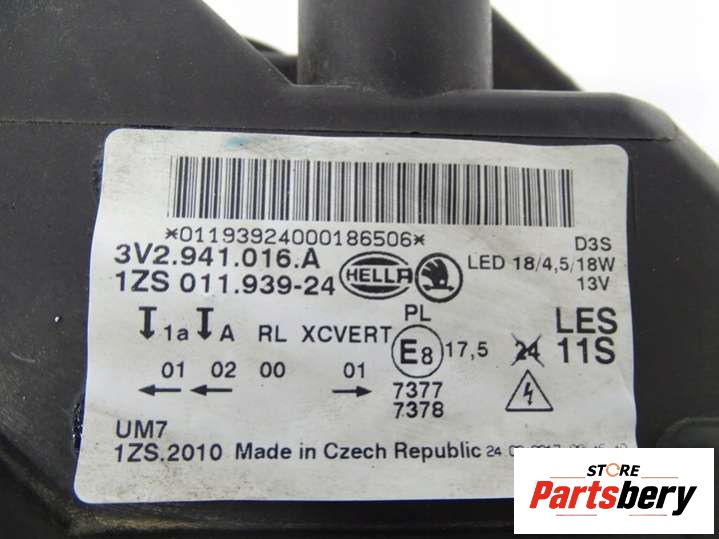 *01193924000186506*
3V2.941.016.A
D3S
1ZS 011.939-24
HELLA
LED 18/4,5/18W
13V
PL
LES
1a A RL XCVERT
E8 17,5
24 11S
01 02 00 01
7377
7378
UM7
1ZS.2010 Made in Czech Republic
STORE
Partsbery